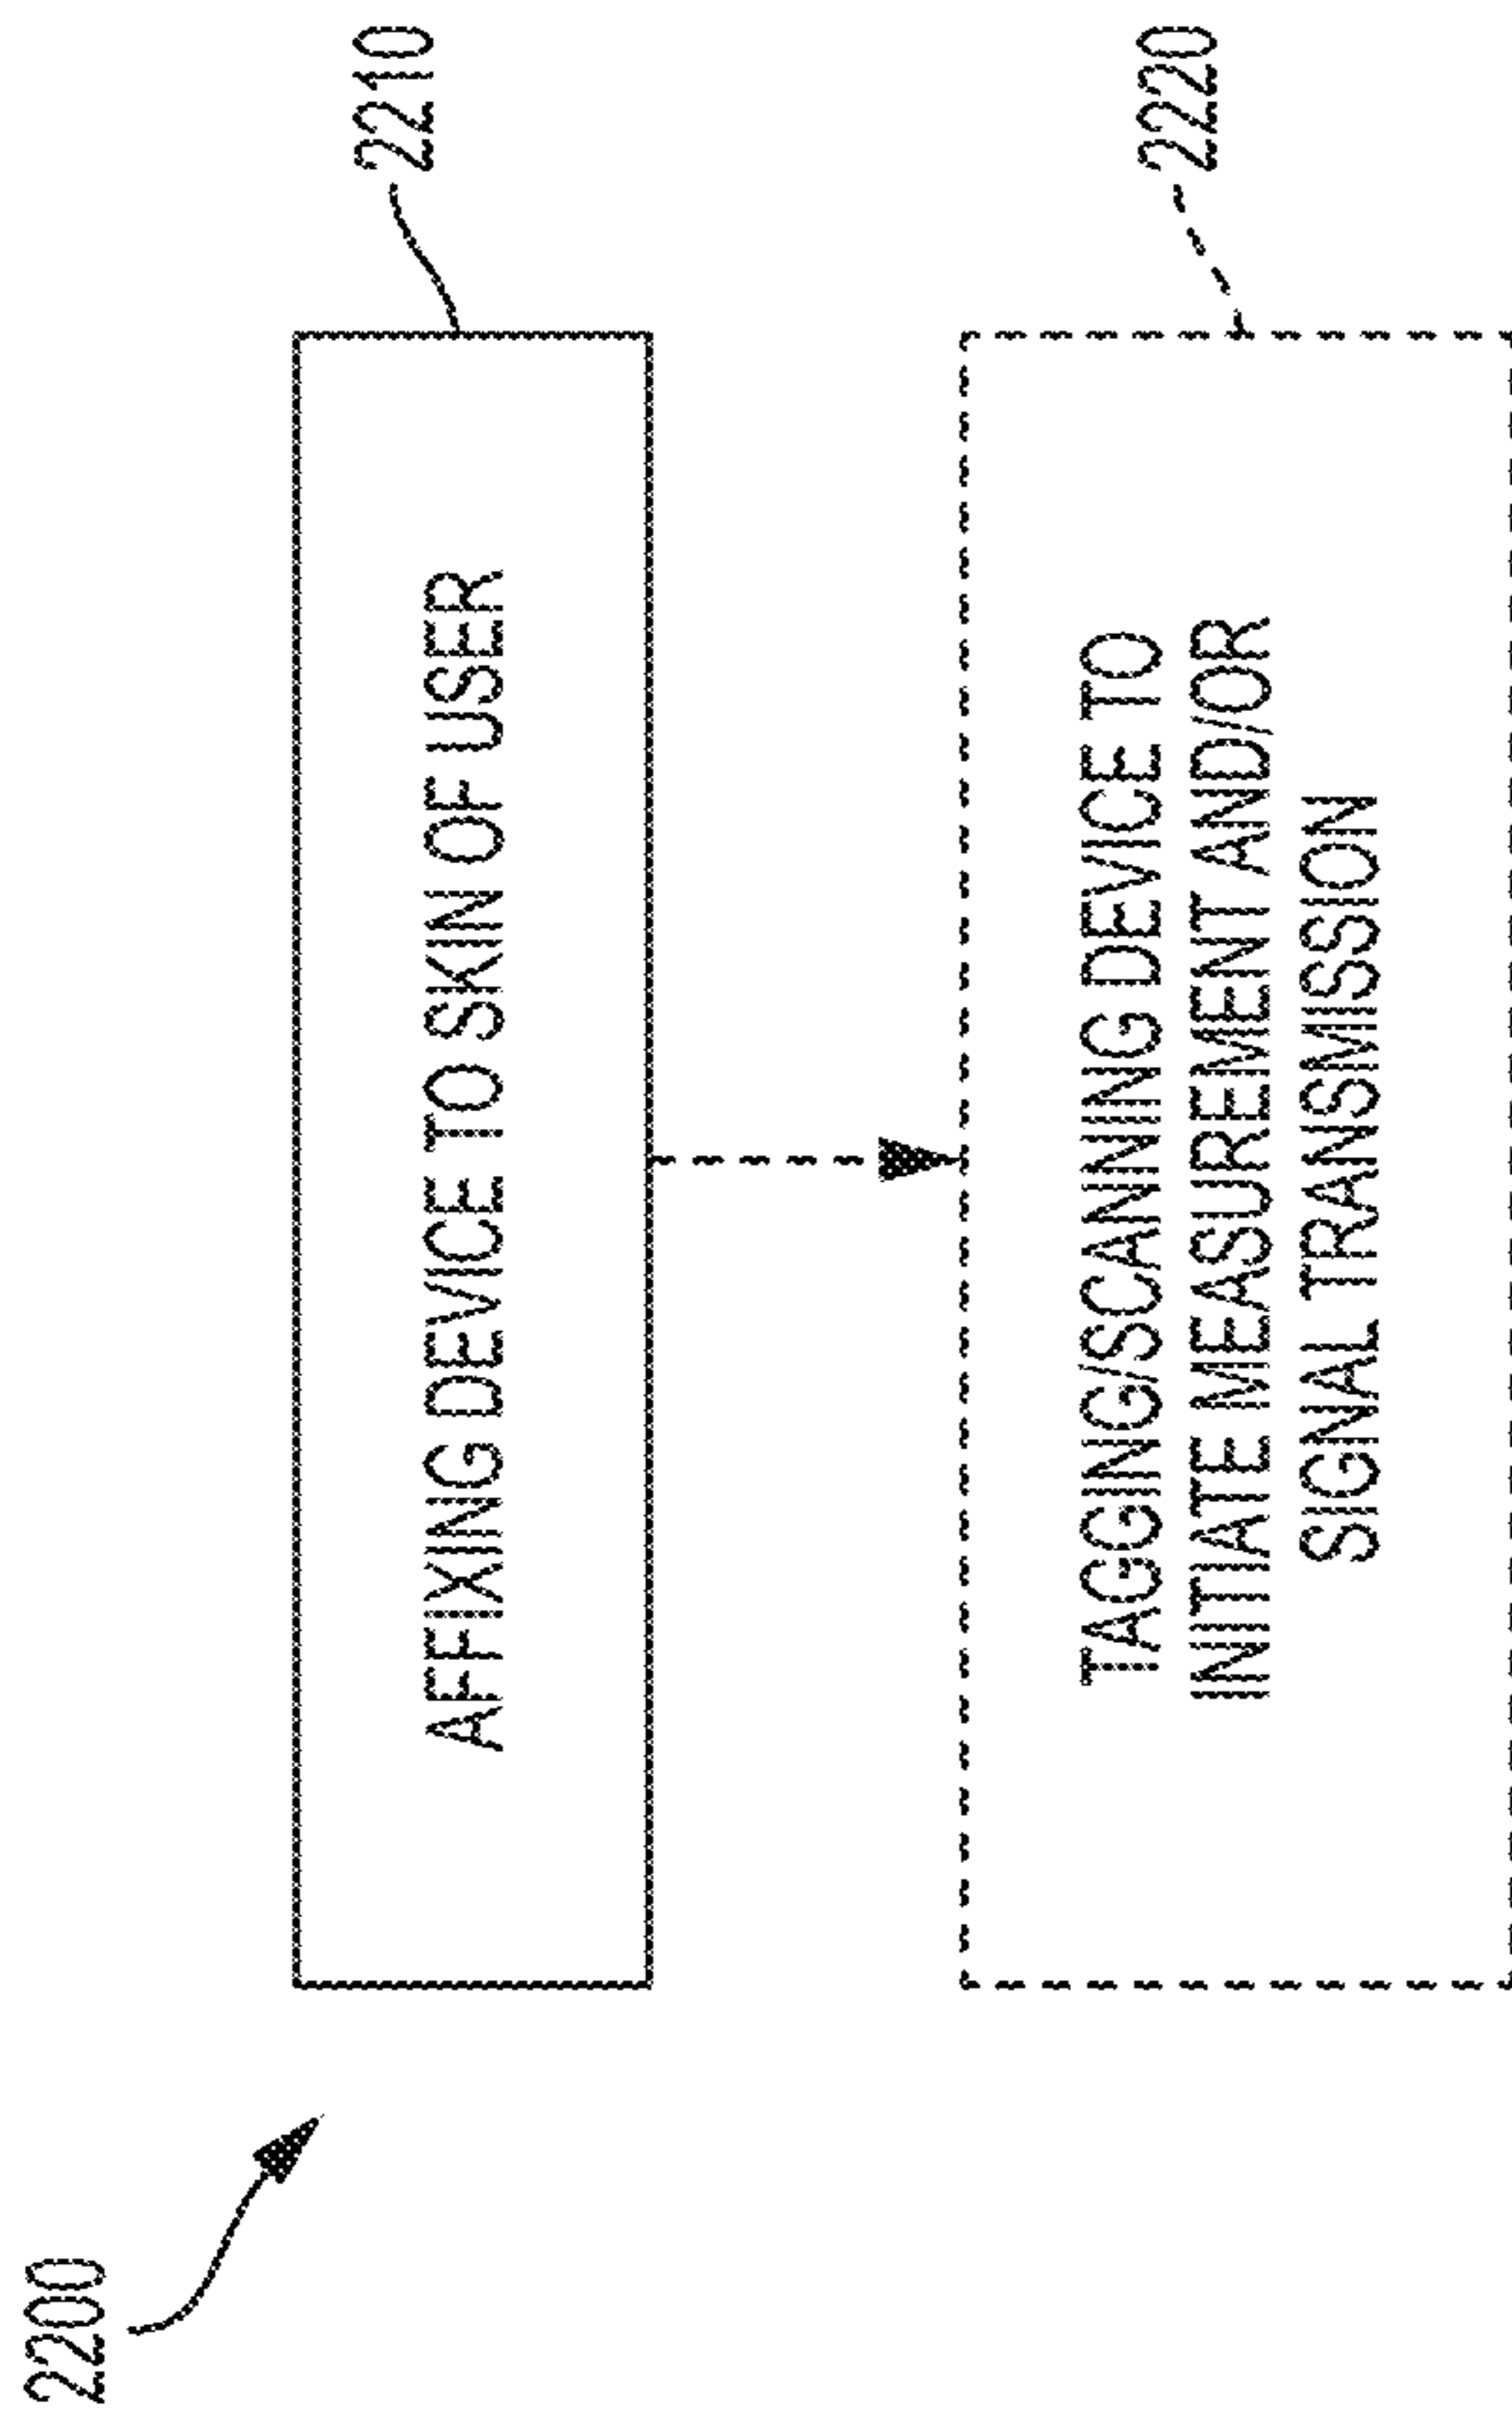 2200
2210
AFFIXING DEVICE TO SKIN OF USER
2220
TAGGING/SCANNING DEVICE TO
INITIATE MEASUREMENT AND/OR
SIGNAL TRANSMISSION